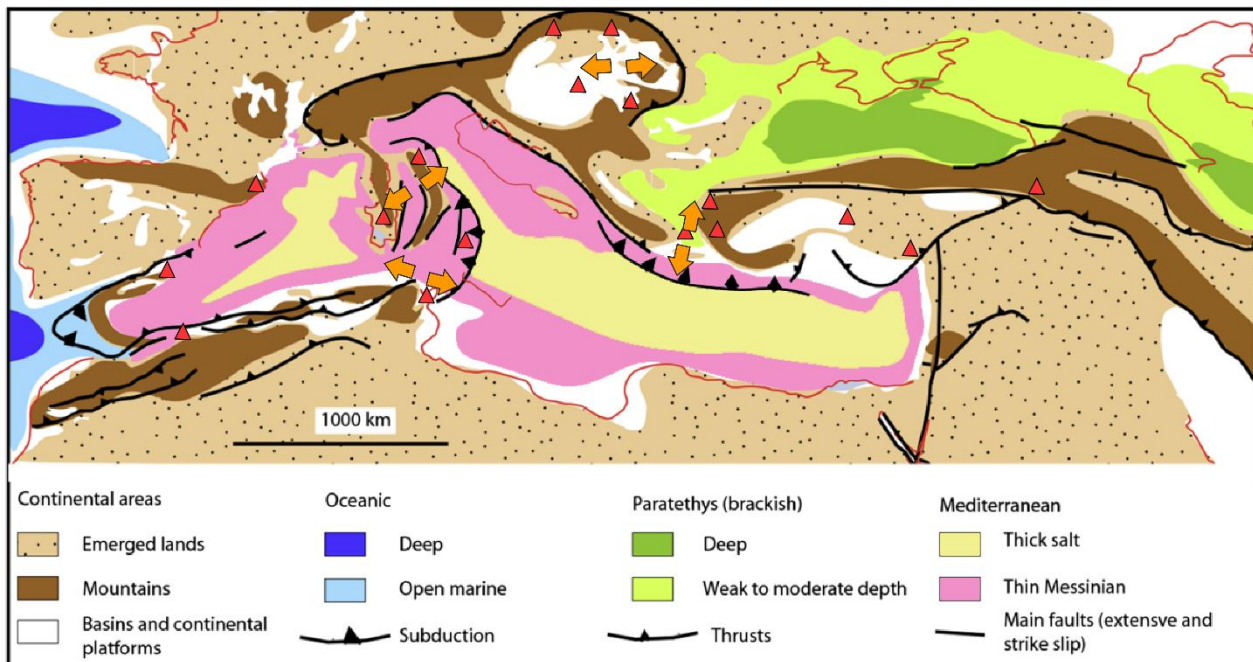 1000 km
Continental areas
Emerged lands
Mountains
Basins and continental
platforms
Oceanic
Deep
Open marine
Subduction
Paratethys (brackish)
Deep
Weak to moderate depth
Thrusts
Mediterranean
Thick salt
Thin Messinian
Main faults (extensve and
strike slip)